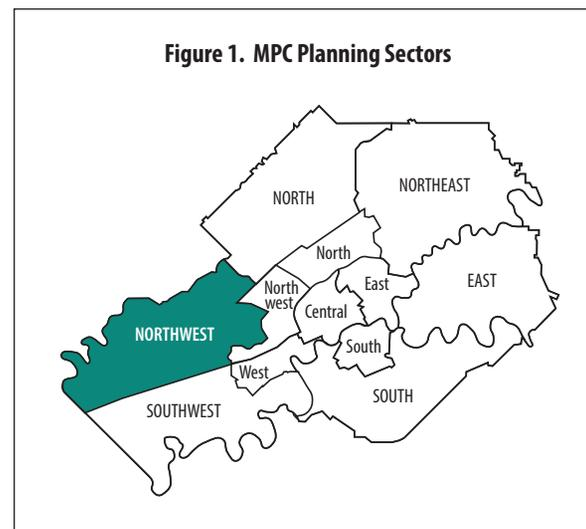 Figure 1. MPC Planning Sectors
NORTH
NORTHEAST
North
North
west
Central
East
EAST
NORTHWEST
West
South
SOUTHWEST
SOUTH